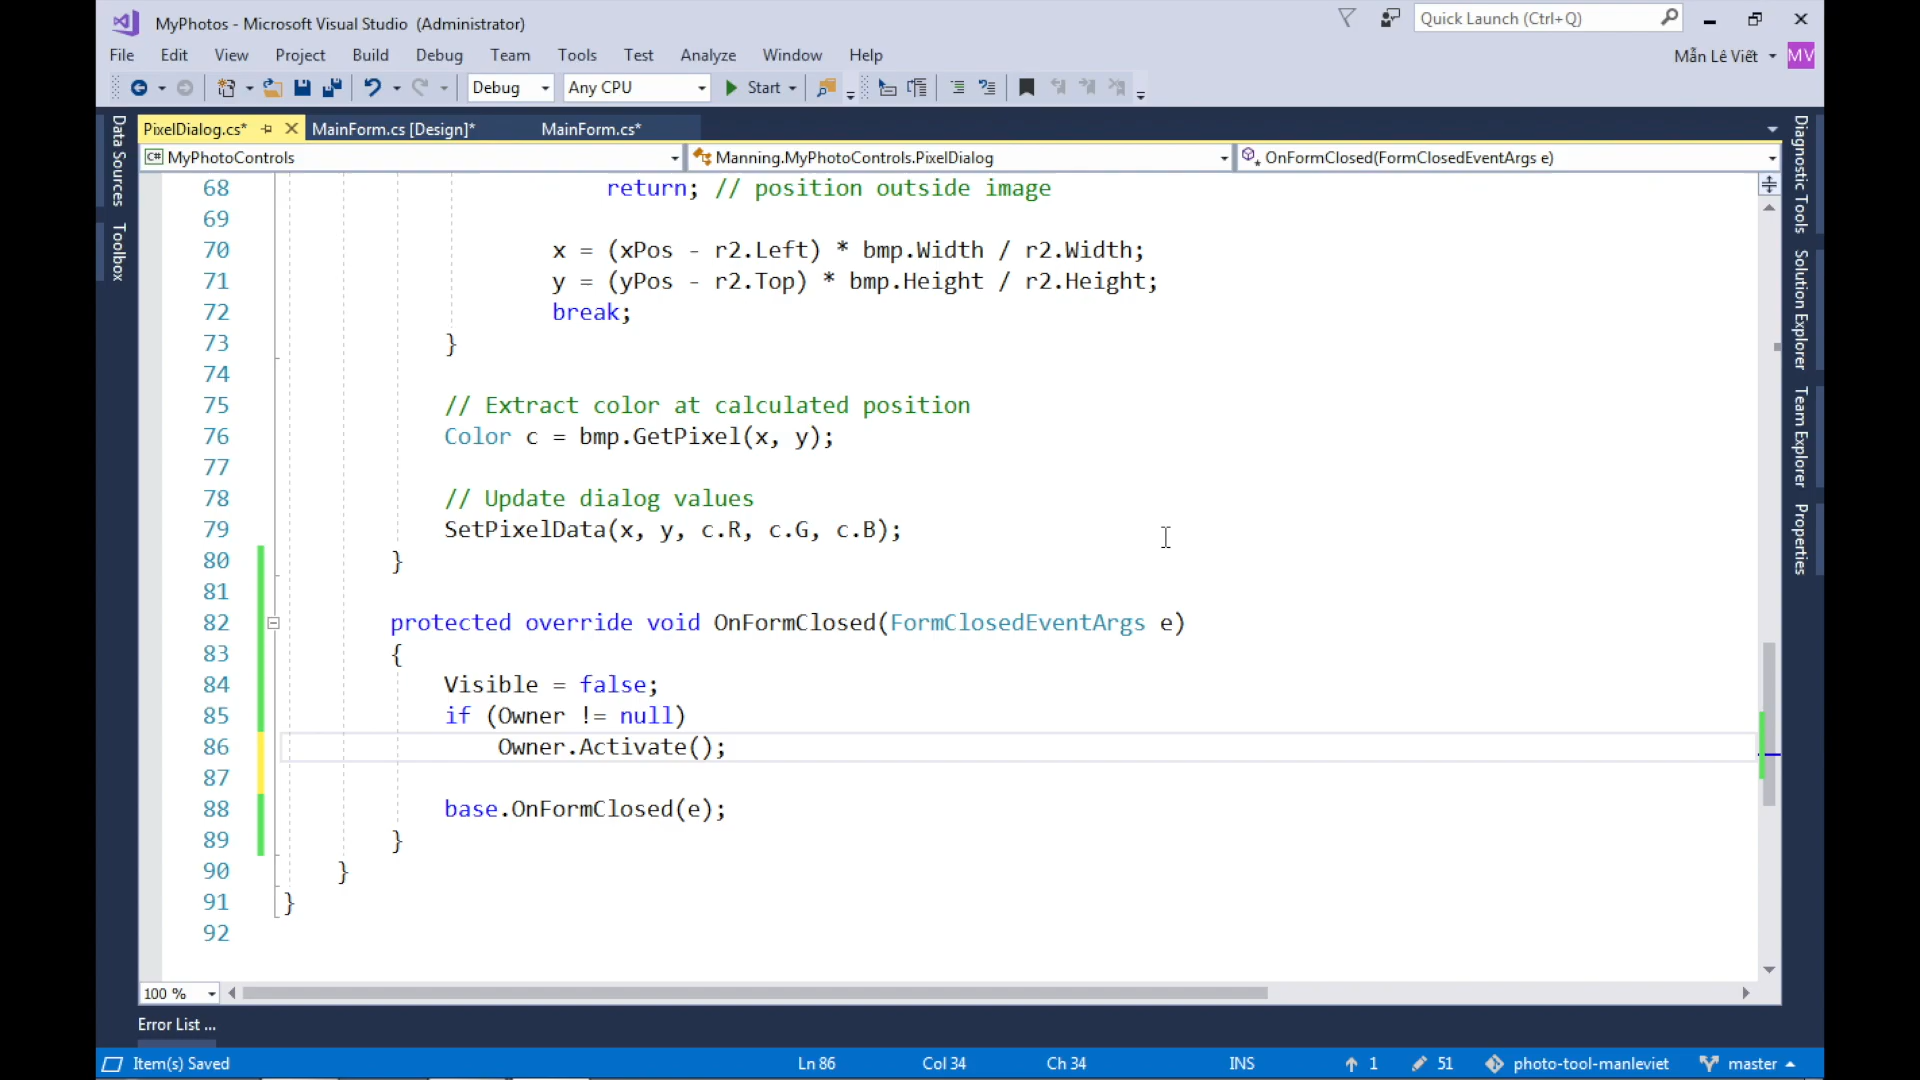 MyPhotos - Microsoft Visual Studio (Administrator)
Quick Launch (Ctrl+Q)
File Edit View Project Build Debug Team Tools Test Analyze Window Help
Mẫn Lê Viết
MV
Debug Any CPU Start
PixelDialog.cs* MainForm.cs [Design]* MainForm.cs*
C# MyPhotoControls
Manning.MyPhotoControls.PixelDialog
OnFormClosed(FormClosedEventArgs e)
Data Sources
Toolbox
Diagnostic Tools
Solution Explorer
Team Explorer
Properties
68 return; // position outside image
69
70 x = (xPos - r2.Left) * bmp.Width / r2.Width;
71 y = (yPos - r2.Top) * bmp.Height / r2.Height;
72 break;
73 }
74
75 // Extract color at calculated position
76 Color c = bmp.GetPixel(x, y);
77
78 // Update dialog values
79 SetPixelData(x, y, c.R, c.G, c.B);
80 }
81
82 protected override void OnFormClosed(FormClosedEventArgs e)
83 {
84 Visible = false;
85 if (Owner != null)
86 Owner.Activate();
87
88 base.OnFormClosed(e);
89 }
90 }
91 }
92
100 %
Error List ...
Item(s) Saved Ln 86 Col 34 Ch 34 INS 1 51 photo-tool-manleviet master